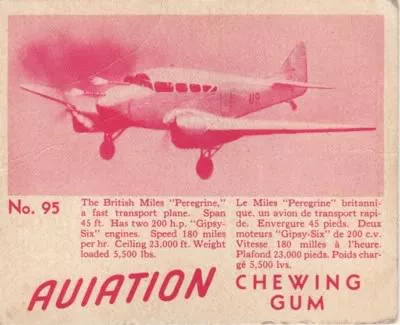 U9
No. 95
The British Miles "Peregrine,"
a fast transport plane. Span
45 ft. Has two 200 h.p. "Gipsy-
Six" engines. Speed 180 miles
per hr. Ceiling 23,000 ft. Weight
loaded 5,500 lbs.
Le Miles "Peregrine" britanni-
que, un avion de transport rapi-
de. Envergure 45 pieds. Deux
moteurs "Gipsy-Six" de 200 c.v.
Vitesse 180 milles à l'heure.
Plafond 23,000 pieds. Poids char-
gé 5,500 lvs.
AVIATION
CHEWING
GUM